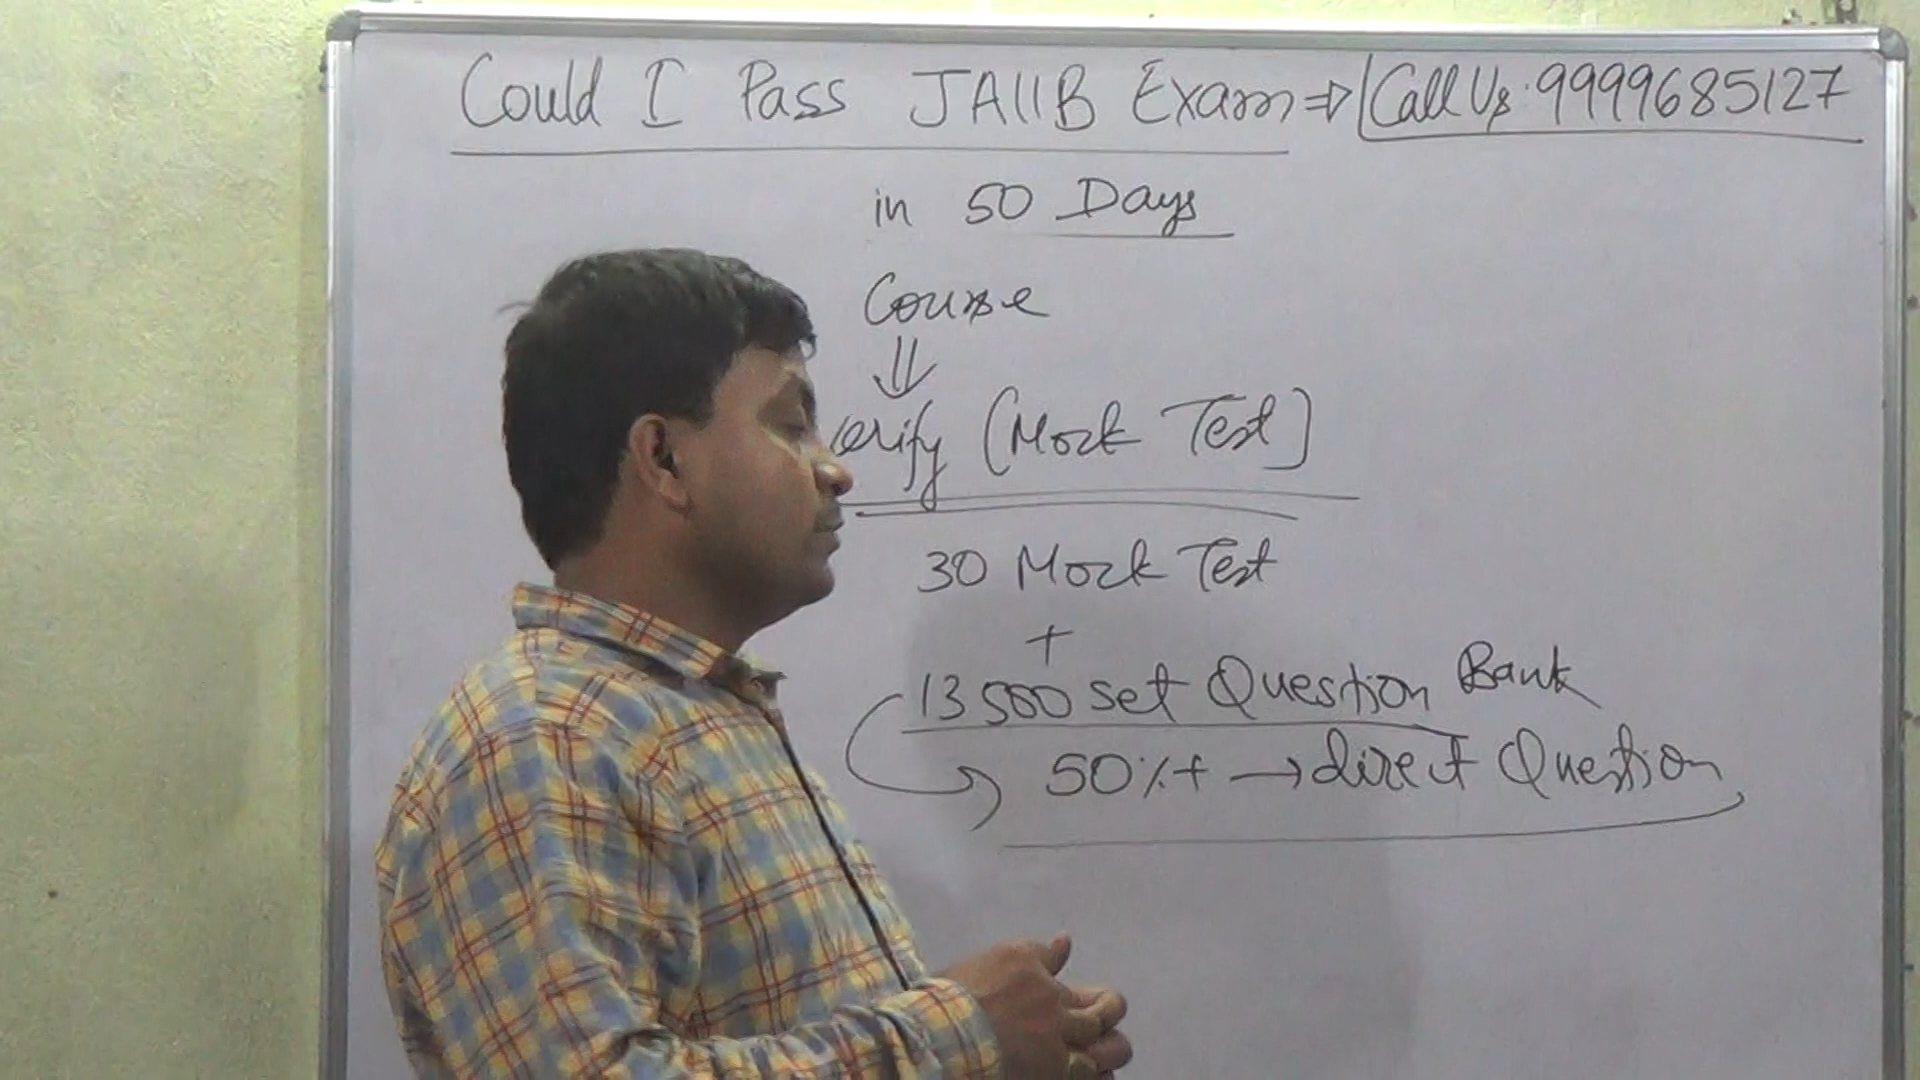 Could I Pass JAIIB Exam ⇒ Call Us. 9999685127
in 50 Days
Course
⇓
erify (Mock Test]
30 Mock Test
+
13500 set Question Bank
50%+ → direct Question